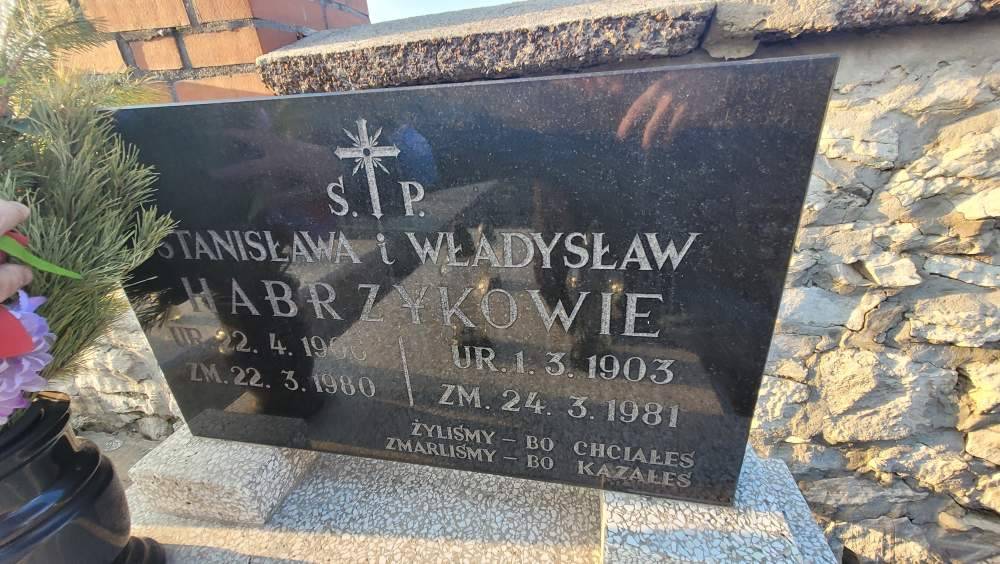 Ś. P.
STANISŁAWA i WŁADYSŁAW
HABRZYKOWIE
UR. 22. 4.
UR. 1. 3. 1903
ZM. 22. 3. 1980
ZM. 24. 3. 1981
ŻYLIŚMY – BO CHCIAŁEŚ
ZMARLIŚMY – BO KAZAŁEŚ